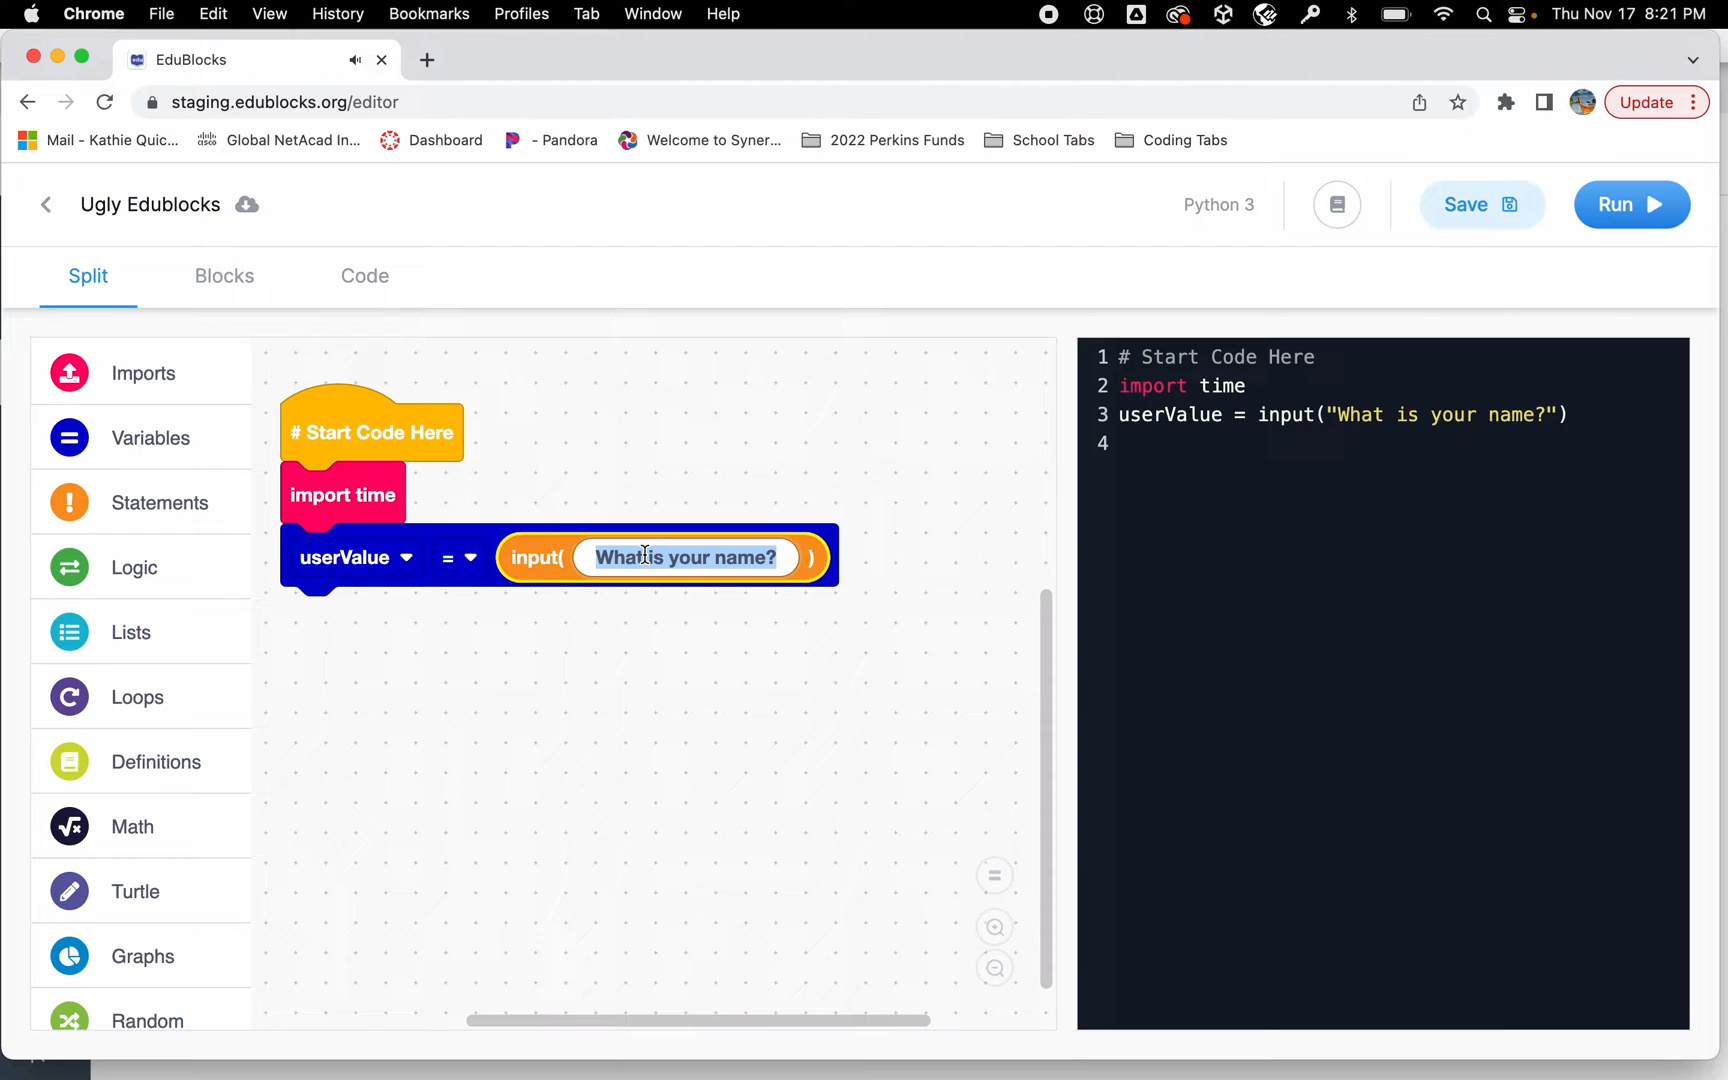 Chrome File Edit View History Bookmarks Profiles Tab Window Help Thu Nov 17 8:21 PM
EduBlocks
staging.edublocks.org/editor Update
Mail - Kathie Quic... Global NetAcad In... Dashboard - Pandora Welcome to Syner... 2022 Perkins Funds School Tabs Coding Tabs
Ugly Edublocks Python 3 Save Run
Split Blocks Code
Imports
Variables
Statements
Logic
Lists
Loops
Definitions
Math
Turtle
Graphs
Random
# Start Code Here
import time
userValue = input( What is your name? )
1 # Start Code Here
2 import time
3 userValue = input("What is your name?")
4